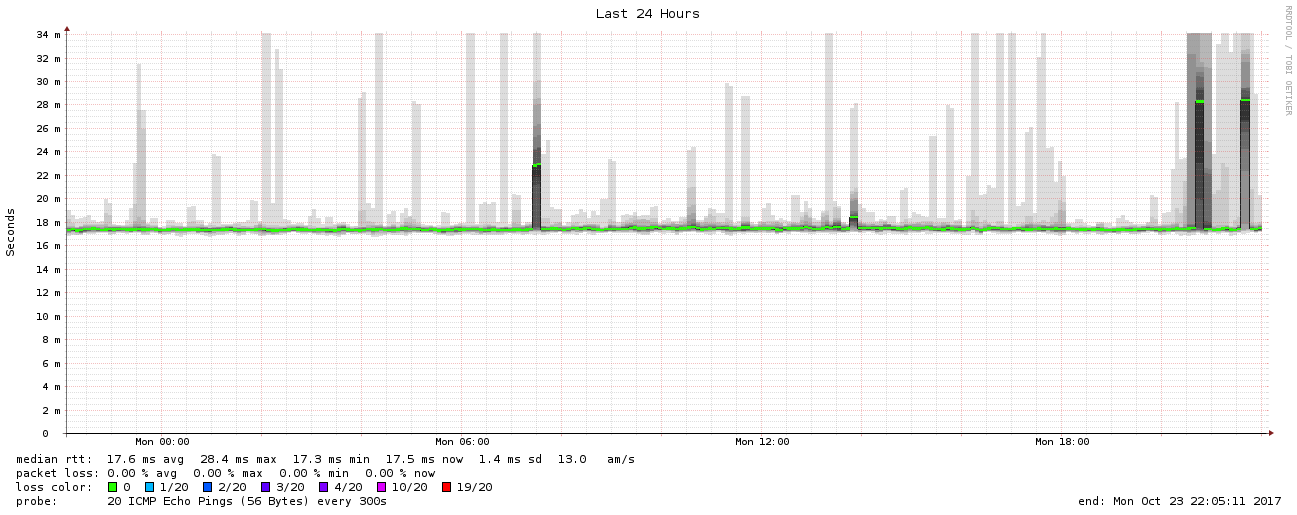 Last 24 Hours
RRDTOOL / TOBI OETIKER
Seconds
34 m
32 m
30 m
28 m
26 m
24 m
22 m
20 m
18 m
16 m
14 m
12 m
10 m
8 m
6 m
4 m
2 m
0
Mon 00:00 Mon 06:00 Mon 12:00 Mon 18:00
median rtt: 17.6 ms avg 28.4 ms max 17.3 ms min 17.5 ms now 1.4 ms sd 13.0 am/s
packet loss: 0.00 % avg 0.00 % max 0.00 % min 0.00 % now
loss color: 0 1/20 2/20 3/20 4/20 10/20 19/20
probe: 20 ICMP Echo Pings (56 Bytes) every 300s end: Mon Oct 23 22:05:11 2017